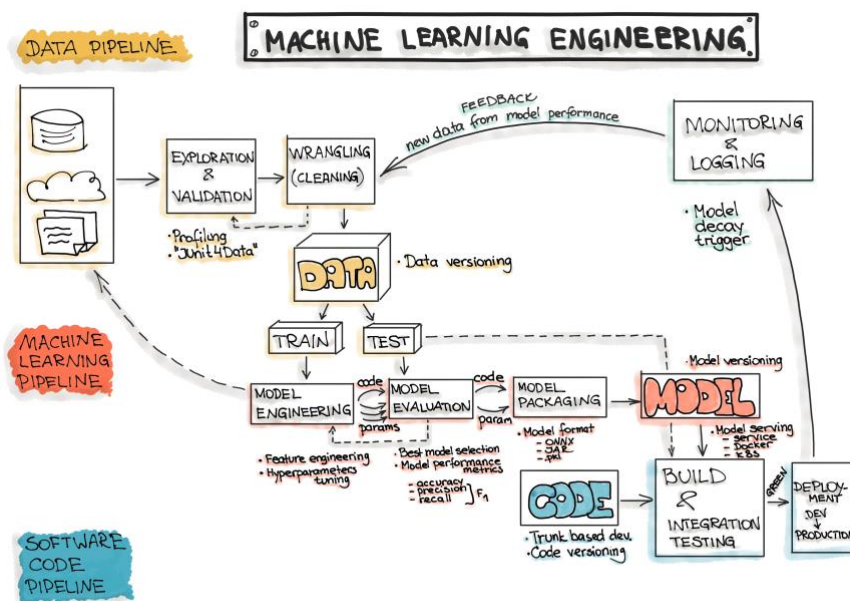 MACHINE LEARNING ENGINEERING
DATA PIPELINE
EXPLORATION
&
VALIDATION
• Profiling
• "JUnit4Data"
WRANGLING
(CLEANING)
FEEDBACK
new data from model performance
MONITORING
&
LOGGING
• Model
decay
trigger
DATA
• Data versioning
TRAIN
TEST
MACHINE
LEARNING
PIPELINE
MODEL
ENGINEERING
• Feature engineering
• Hyperparameters
tuning
code
params
MODEL
EVALUATION
• Best model selection
• Model performance
metrics
- accuracy
- precision
- recall
F1
code
param
MODEL
PACKAGING
• Model format
- ONNX
- JAR
- .pkl
• Model versioning
MODEL
• Model serving
- service
- Docker
- K8S
SOFTWARE
CODE
PIPELINE
CODE
• Trunk based dev.
• Code versioning
BUILD
&
INTEGRATION
TESTING
GREEN
DEPLOY-
MENT
DEV
PRODUCTION